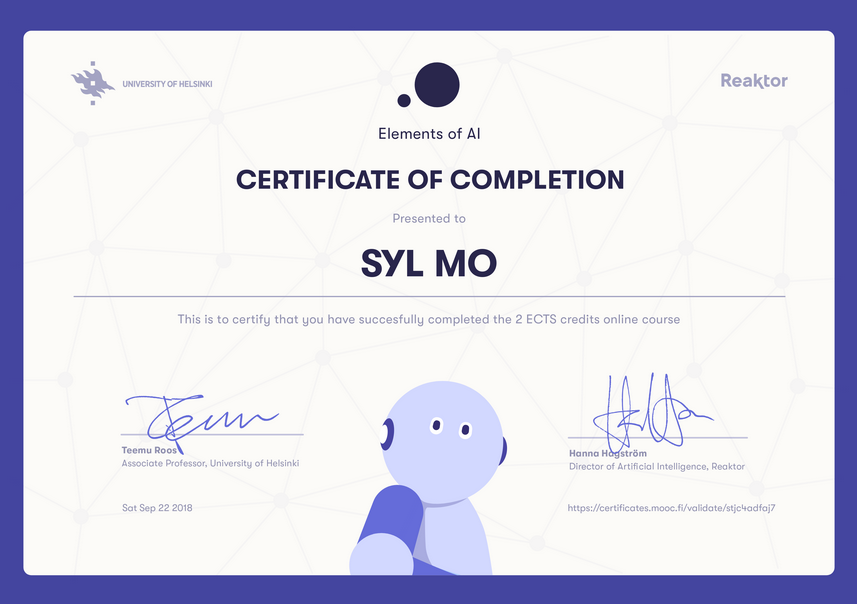 UNIVERSITY OF HELSINKI
Reaktor
Elements of AI
CERTIFICATE OF COMPLETION
Presented to
SYL MO
This is to certify that you have succesfully completed the 2 ECTS credits online course
Teemu Roos
Associate Professor, University of Helsinki
Hanna Hagström
Director of Artificial Intelligence, Reaktor
Sat Sep 22 2018
https://certificates.mooc.fi/validate/stjc4adfaj7